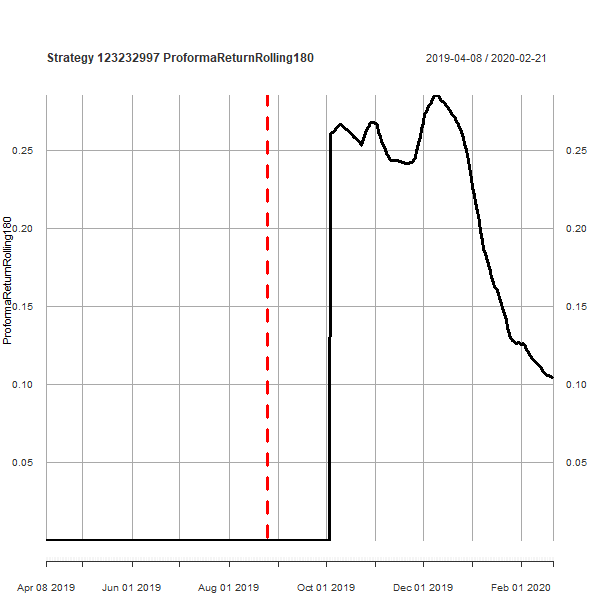 Strategy 123232997 ProformaReturnRolling180
2019-04-08 / 2020-02-21
ProformaReturnRolling180
0.25
0.25
0.20
0.20
0.15
0.15
0.10
0.10
0.05
0.05
Apr 08 2019
Jun 01 2019
Aug 01 2019
Oct 01 2019
Dec 01 2019
Feb 01 2020